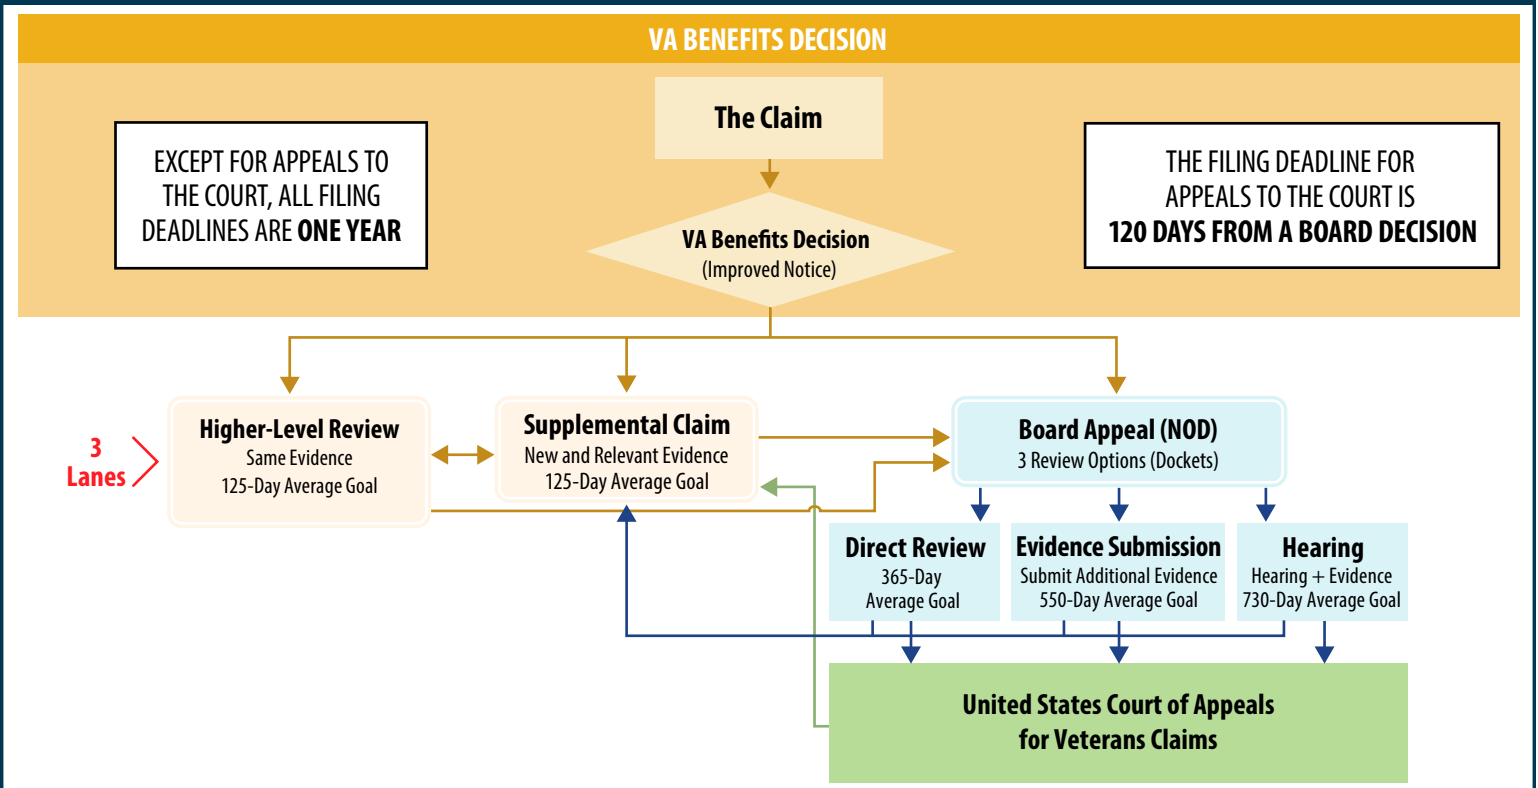 VA BENEFITS DECISION
The Claim
EXCEPT FOR APPEALS TO
THE COURT, ALL FILING
DEADLINES ARE ONE YEAR
THE FILING DEADLINE FOR
APPEALS TO THE COURT IS
120 DAYS FROM A BOARD DECISION
VA Benefits Decision
(Improved Notice)
3
Lanes
Higher-Level Review
Same Evidence
125-Day Average Goal
Supplemental Claim
New and Relevant Evidence
125-Day Average Goal
Board Appeal (NOD)
3 Review Options (Dockets)
Direct Review
365-Day
Average Goal
Evidence Submission
Submit Additional Evidence
550-Day Average Goal
Hearing
Hearing + Evidence
730-Day Average Goal
United States Court of Appeals
for Veterans Claims